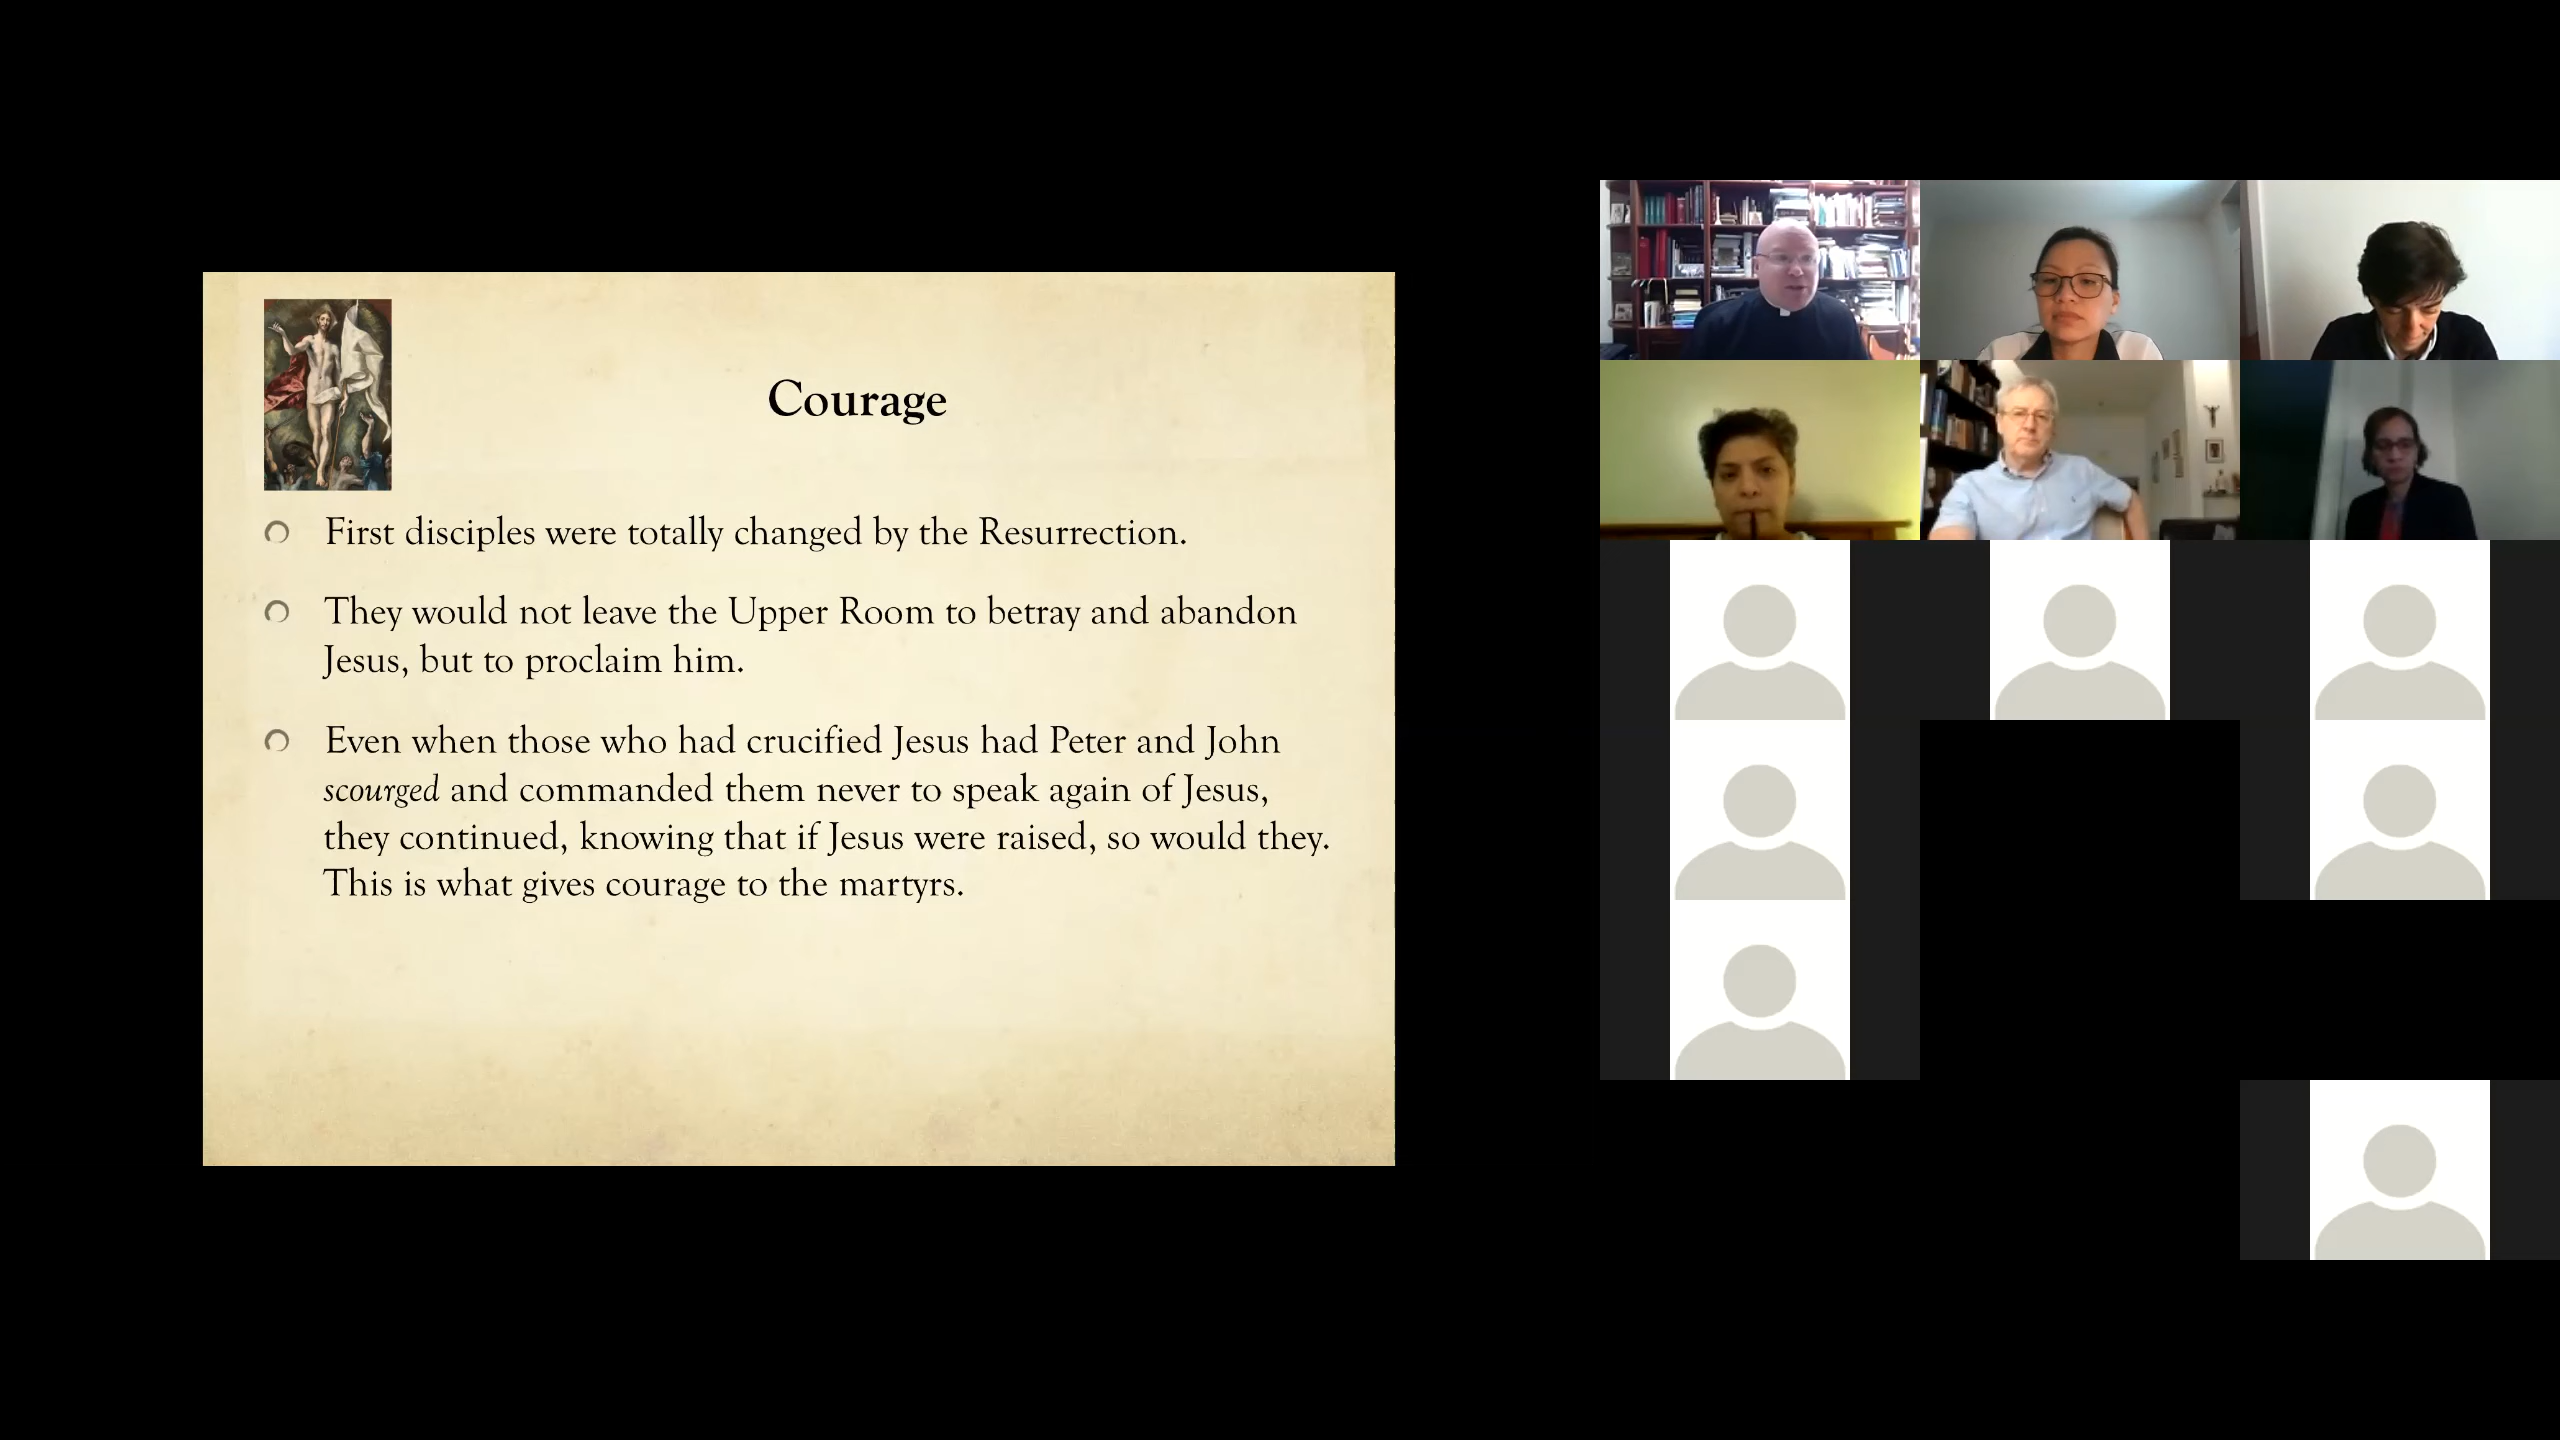 Courage
First disciples were totally changed by the Resurrection.
They would not leave the Upper Room to betray and abandon
Jesus, but to proclaim him.
Even when those who had crucified Jesus had Peter and John
scourged and commanded them never to speak again of Jesus,
they continued, knowing that if Jesus were raised, so would they.
This is what gives courage to the martyrs.